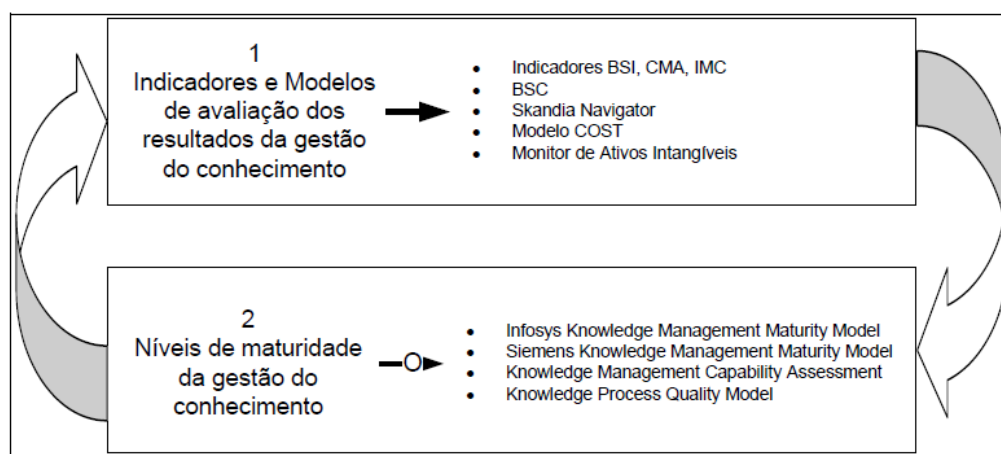 1
Indicadores e Modelos
de avaliação dos
resultados da gestão
do conhecimento
• Indicadores BSI, CMA, IMC
• BSC
• Skandia Navigator
• Modelo COST
• Monitor de Ativos Intangíveis
2
Níveis de maturidade
da gestão do
conhecimento
O
• Infosys Knowledge Management Maturity Model
• Siemens Knowledge Management Maturity Model
• Knowledge Management Capability Assessment
• Knowledge Process Quality Model